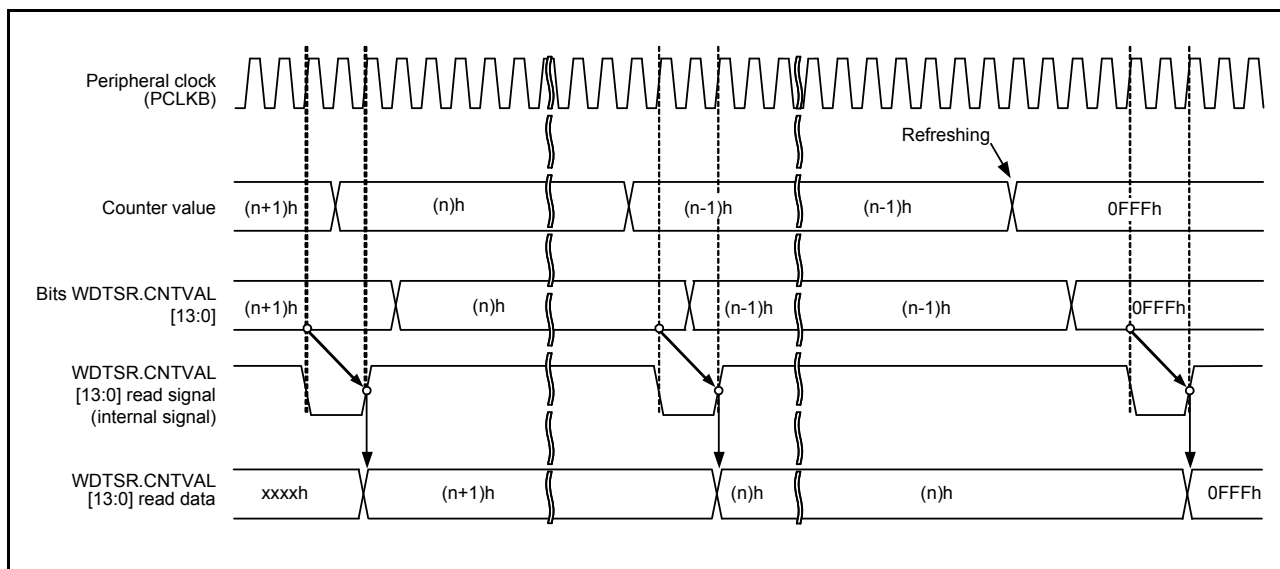 Peripheral clock
(PCLKB)
Refreshing
Counter value
(n+1)h
(n)h
(n-1)h
(n-1)h
0FFFh
Bits WDTSR.CNTVAL
[13:0]
(n+1)h
(n)h
(n-1)h
(n-1)h
0FFFh
WDTSR.CNTVAL
[13:0] read signal
(internal signal)
WDTSR.CNTVAL
[13:0] read data
xxxxh
(n+1)h
(n)h
(n)h
0FFFh